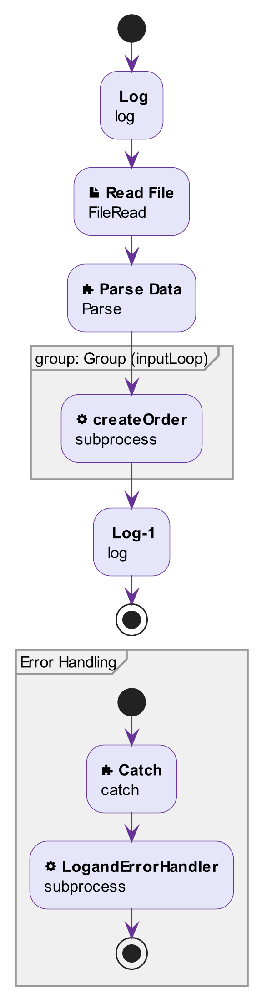 Log
log
Read File
FileRead
Parse Data
Parse
group: Group (inputLoop)
createOrder
subprocess
Log-1
log
Error Handling
Catch
catch
LogandErrorHandler
subprocess